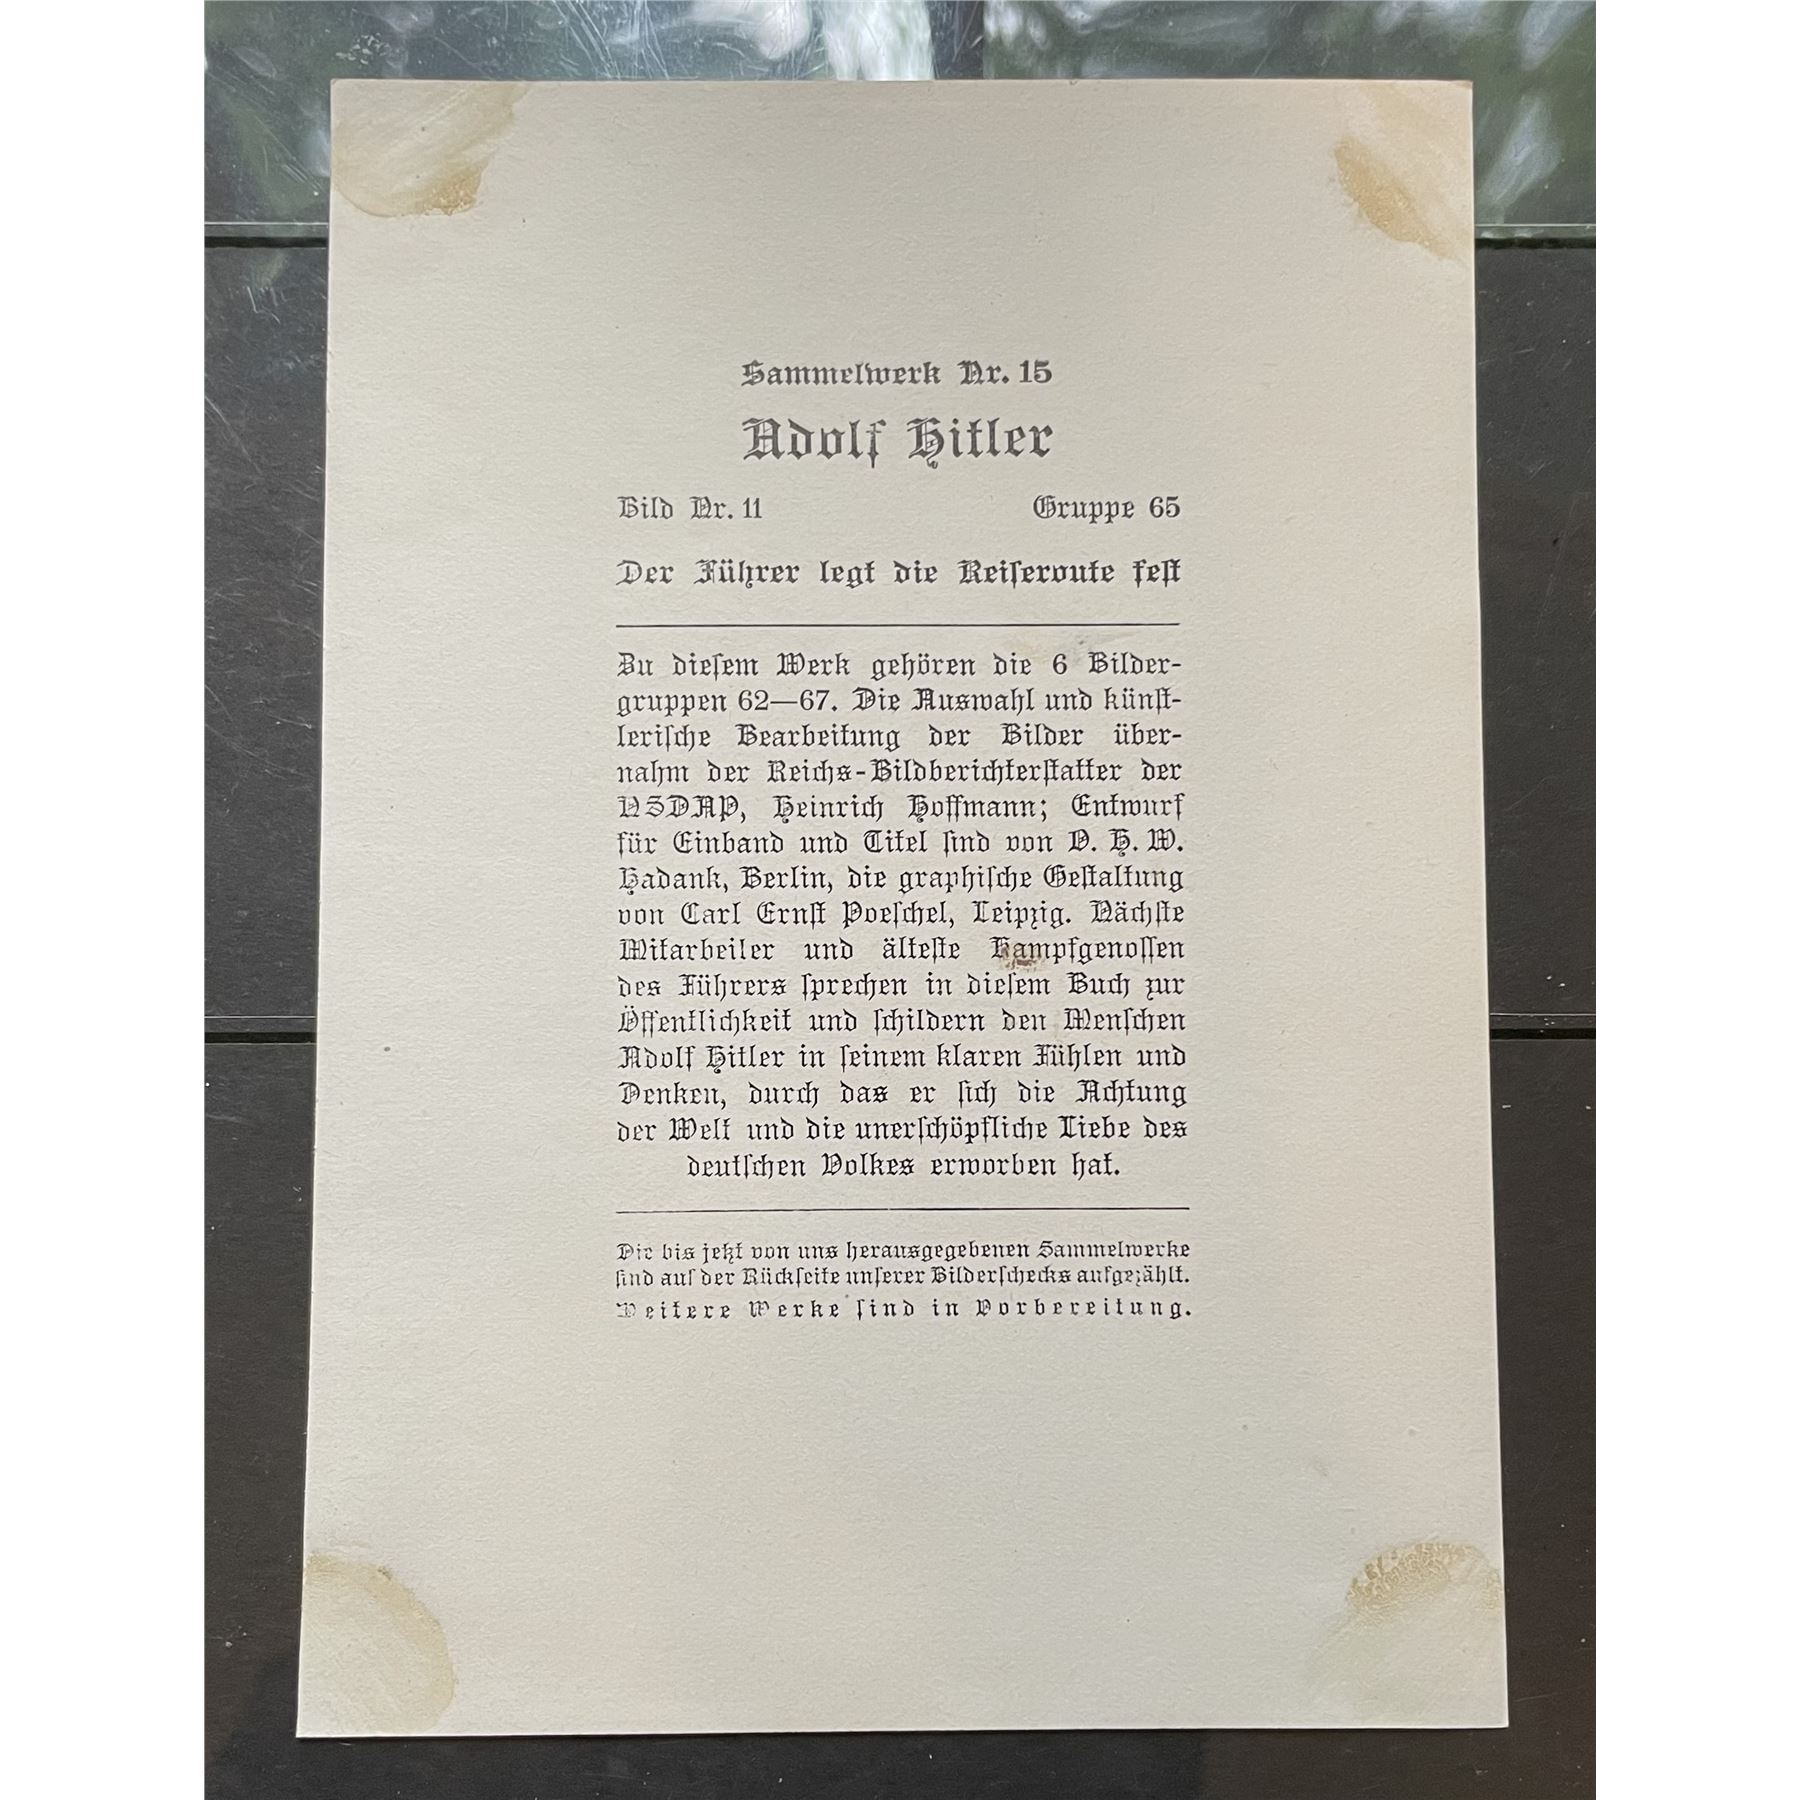 Sammelwerk Nr. 15
Adolf Hitler
Bild Nr. 11 Gruppe 65
Der Führer legt die Reiseroute fest
Zu diesem Werk gehören die 6 Bilder-
gruppen 62—67. Die Auswahl und künst-
lerische Bearbeitung der Bilder über-
nahm der Reichs-Bildberichterstatter der
NSDAP, Heinrich Hoffmann; Entwurf
für Einband und Titel sind von O. H. W.
Hadank, Berlin, die graphische Gestaltung
von Carl Ernst Poeschel, Leipzig. Nächste
Mitarbeiter und älteste Kampfgenossen
des Führers sprechen in diesem Buch zur
Öffentlichkeit und schildern den Menschen
Adolf Hitler in seinem klaren Fühlen und
Denken, durch das er sich die Achtung
der Welt und die unerschöpfliche Liebe des
deutschen Volkes erworben hat.
Die bis jetzt von uns herausgegebenen Sammelwerke
sind auf der Rückseite unserer Bilderschecks aufgezählt.
Weitere Werke sind in Vorbereitung.